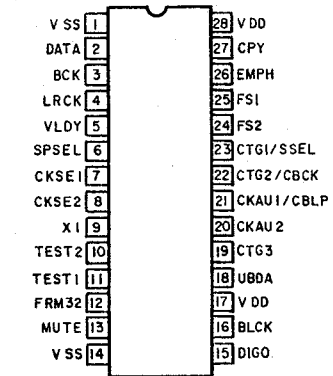 V SS 1 28 V DD
DATA 2 27 CPY
BCK 3 26 EMPH
LRCK 4 25 FS1
VLDY 5 24 FS2
SPSEL 6 23 CTG1/SSEL
CKSE1 7 22 CTG2/CBCK
CKSE2 8 21 CKAU1/CBLP
X1 9 20 CKAU2
TEST2 10 19 CTG3
TEST1 11 18 UBDA
FRM32 12 17 V DD
MUTE 13 16 BLCK
V SS 14 15 DIGO